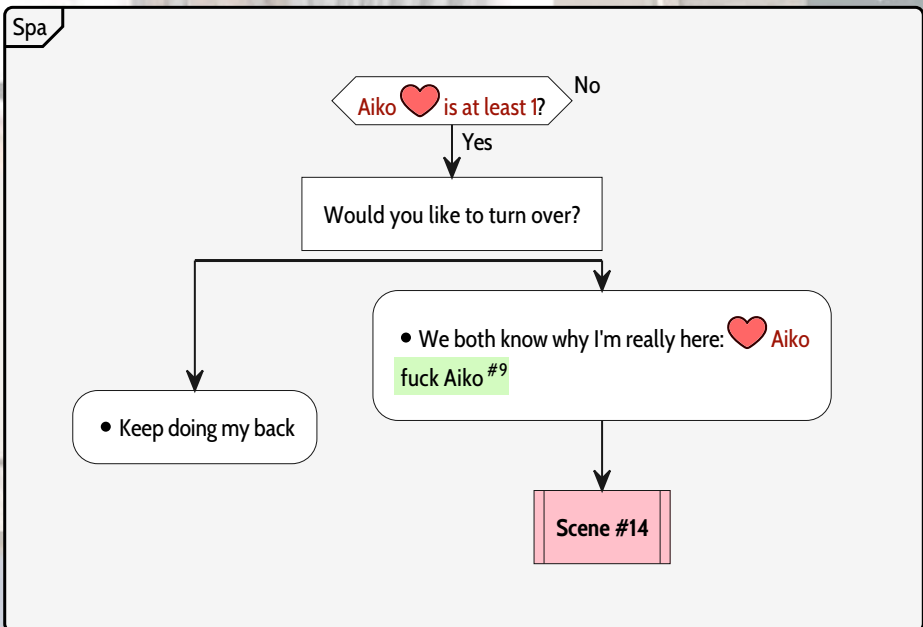 Spa
Aiko is at least 1?
No
Yes
Would you like to turn over?
• We both know why I'm really here: Aiko
fuck Aiko #9
• Keep doing my back
Scene #14